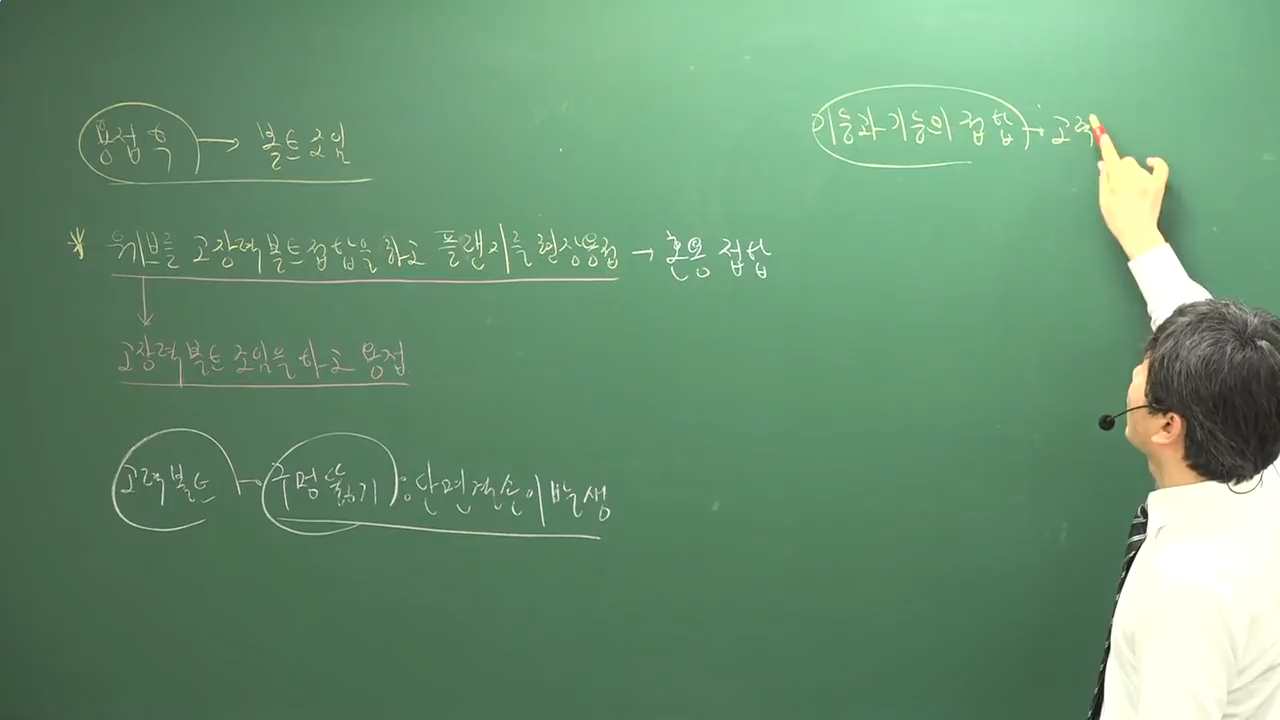 용접 후 → 볼트 조임
* 웨브를 고장력 볼트접합을 하고 플랜지를 현장용접 → 혼용 접합
고장력 볼트 조임을 하고 용접
고력볼트 - 구멍 뚫기 : 단면결손이 발생
기둥과 기둥의 접합 → 고력